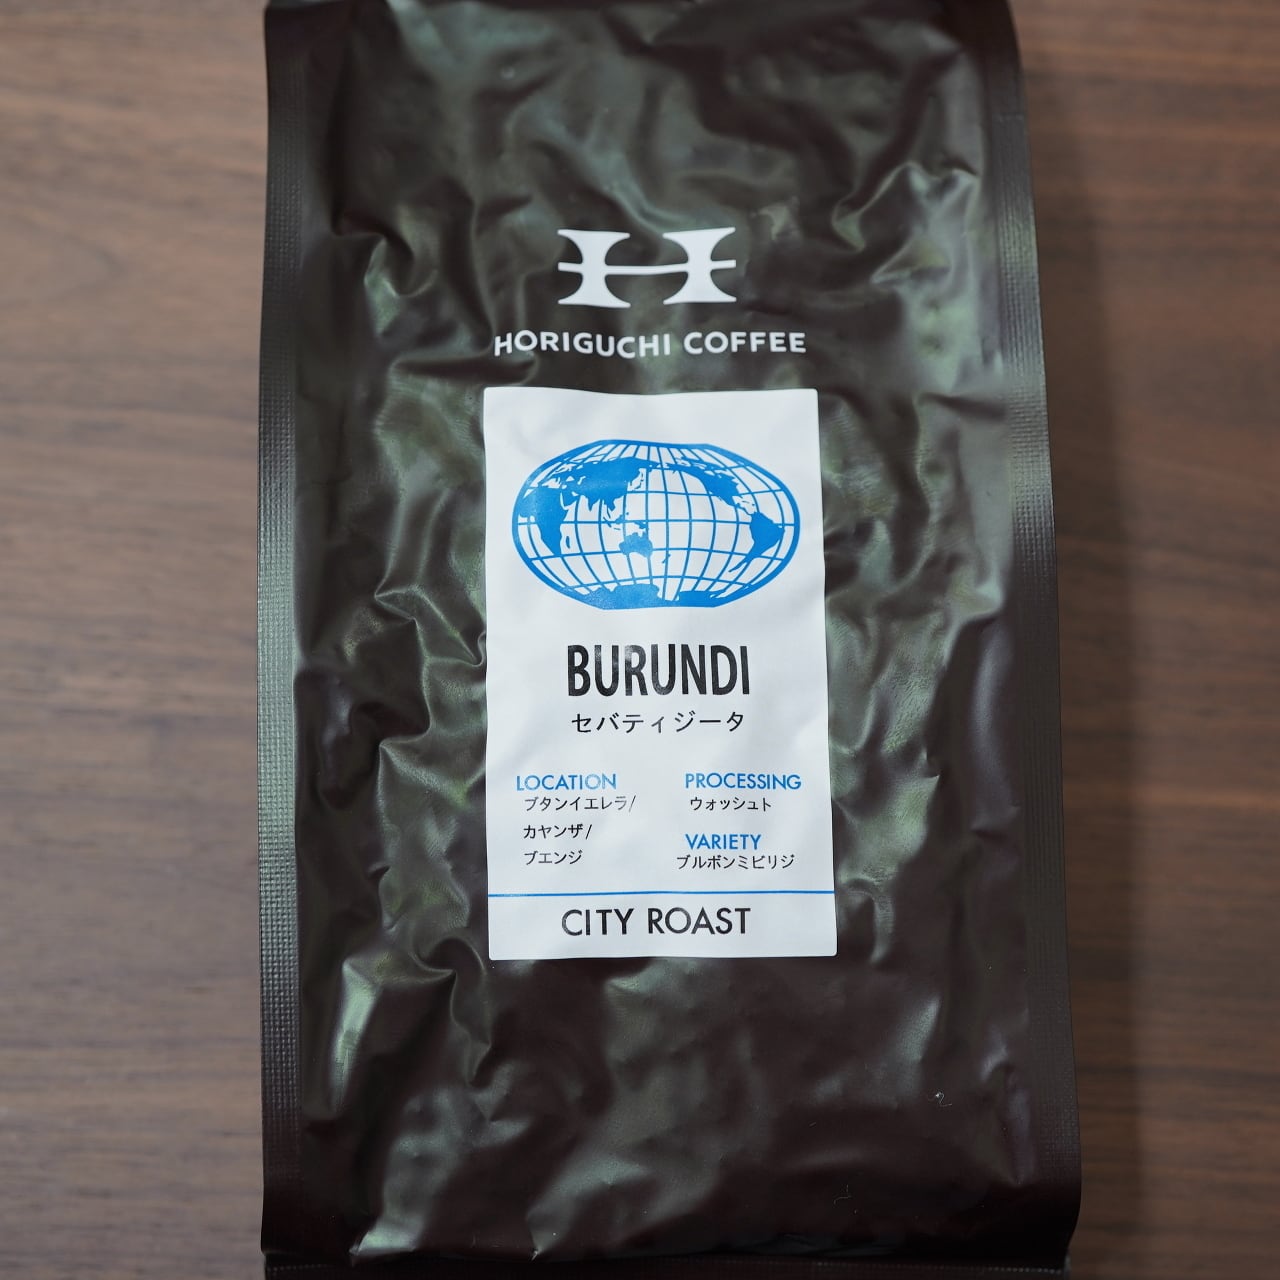 HORIGUCHI COFFEE
BURUNDI
セバティジータ
LOCATION
ブタンイエレラ/
カヤンザ/
ブエンジ
PROCESSING
ウォッシュト
VARIETY
ブルボンミビリジ
CITY ROAST